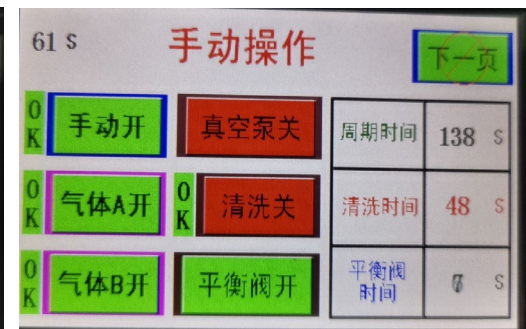 61 S
手动操作
下一页
OK
手动开
真空泵关
周期时间
138 S
OK
气体A开
OK
清洗关
清洗时间
48 S
OK
气体B开
平衡阀开
平衡阀
时间
S